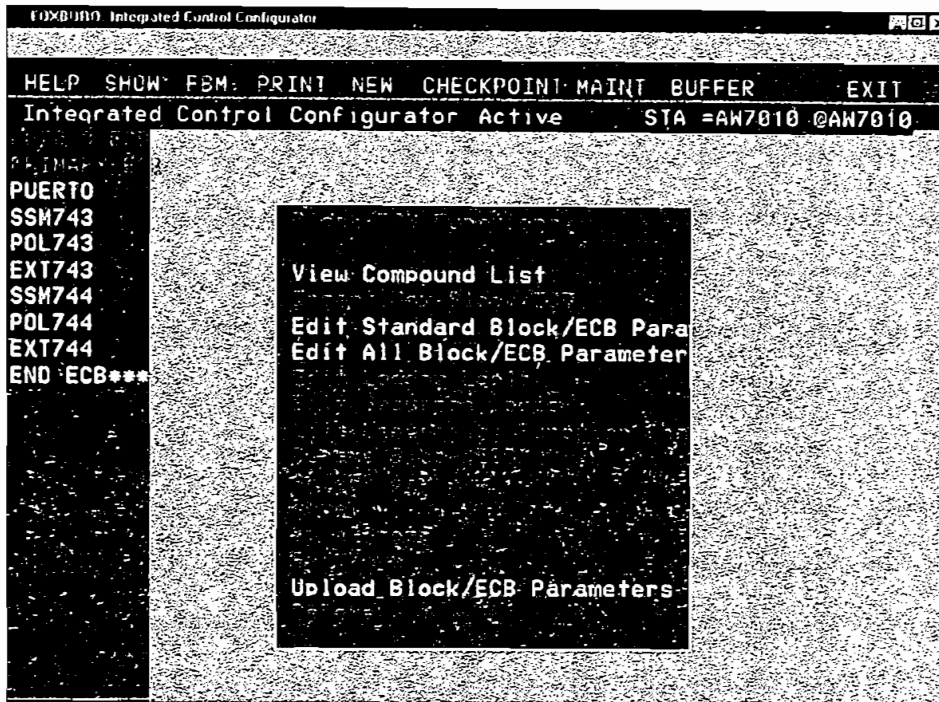 FOXBORO. Integrated Control Configurator
HELP SHOW FBM PRINT NEW CHECKPOINT MAINT BUFFER EXIT
Integrated Control Configurator Active STA =AW7010 @AW7010
PRIMARY
PUERTO
SSM743
POL743
EXT743
SSM744
POL744
EXT744
END ECB***
View Compound List
Edit Standard Block/ECB Para
Edit All Block/ECB Parameter
Upload Block/ECB Parameters